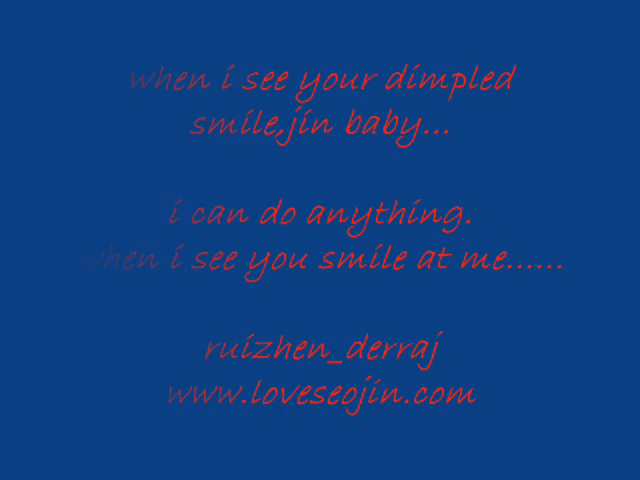 when i see your dimpled
smile,jin baby...
i can do anything.
when i see you smile at me......
ruizhen_derraj
www.loveseojin.com